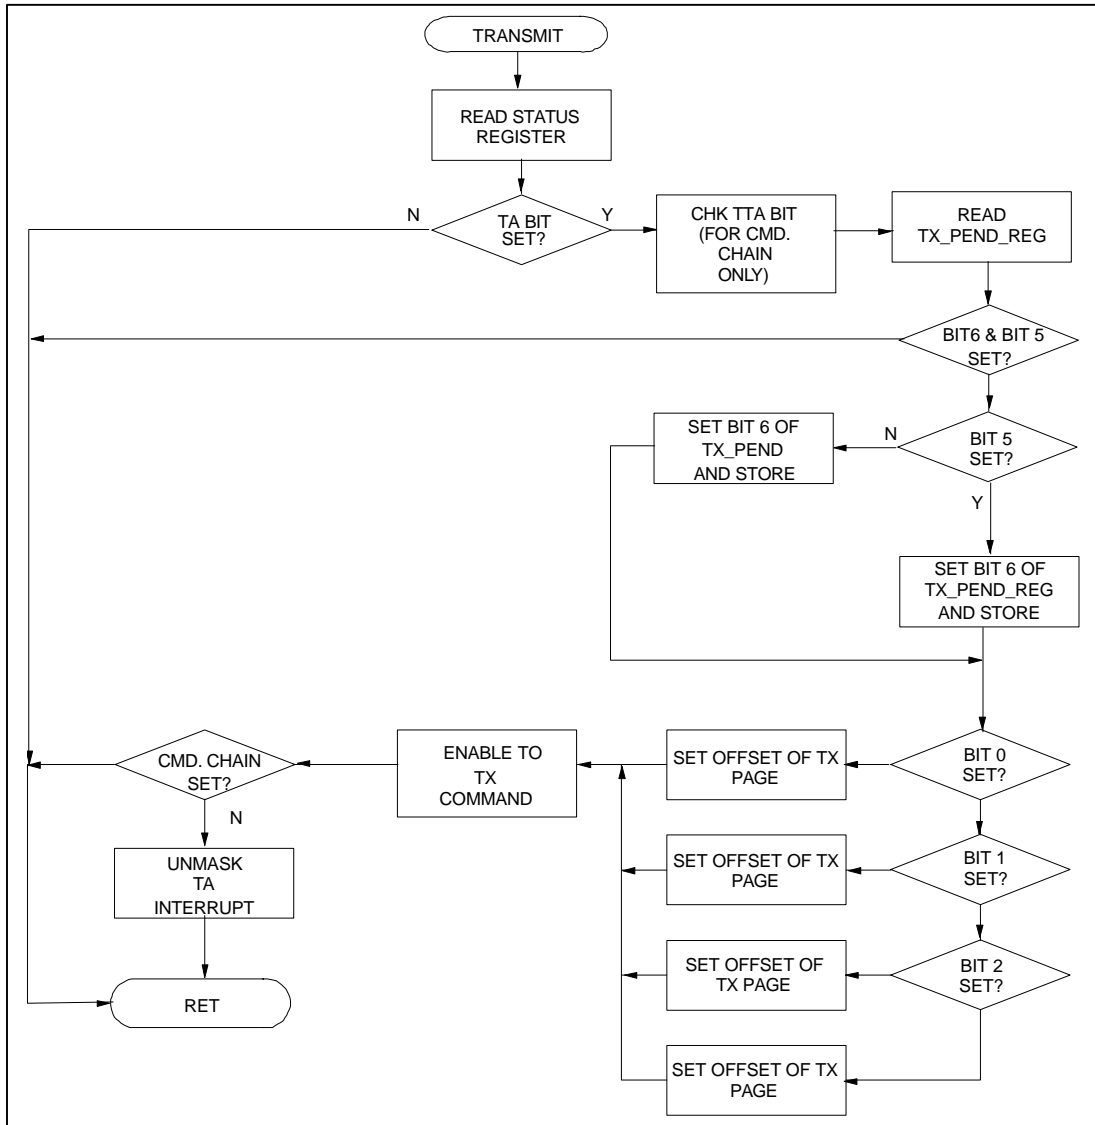 TRANSMIT
READ STATUS
REGISTER
N
TA BIT
SET?
Y
CHK TTA BIT
(FOR CMD.
CHAIN
ONLY)
READ
TX_PEND_REG
BIT6 & BIT 5
SET?
SET BIT 6 OF
TX_PEND
AND STORE
N
BIT 5
SET?
Y
SET BIT 6 OF
TX_PEND_REG
AND STORE
CMD. CHAIN
SET?
N
ENABLE TO
TX
COMMAND
SET OFFSET OF TX
PAGE
BIT 0
SET?
UNMASK
TA
INTERRUPT
SET OFFSET OF TX
PAGE
BIT 1
SET?
RET
SET OFFSET OF
TX PAGE
BIT 2
SET?
SET OFFSET OF TX
PAGE